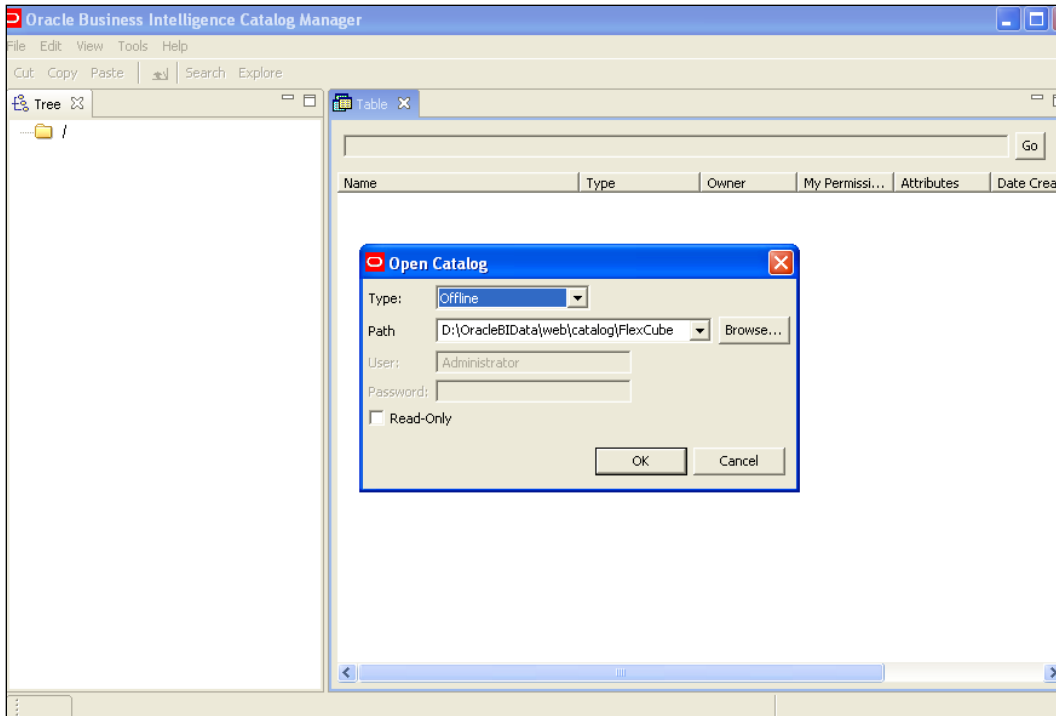 Oracle Business Intelligence Catalog Manager
File Edit View Tools Help
Cut Copy Paste Search Explore
Tree
Table
/
Go
Name Type Owner My Permissi... Attributes Date Crea
Open Catalog
Type: Offline
Path D:\OracleBIData\web\catalog\FlexCube Browse...
User: Administrator
Password:
Read-Only
OK Cancel